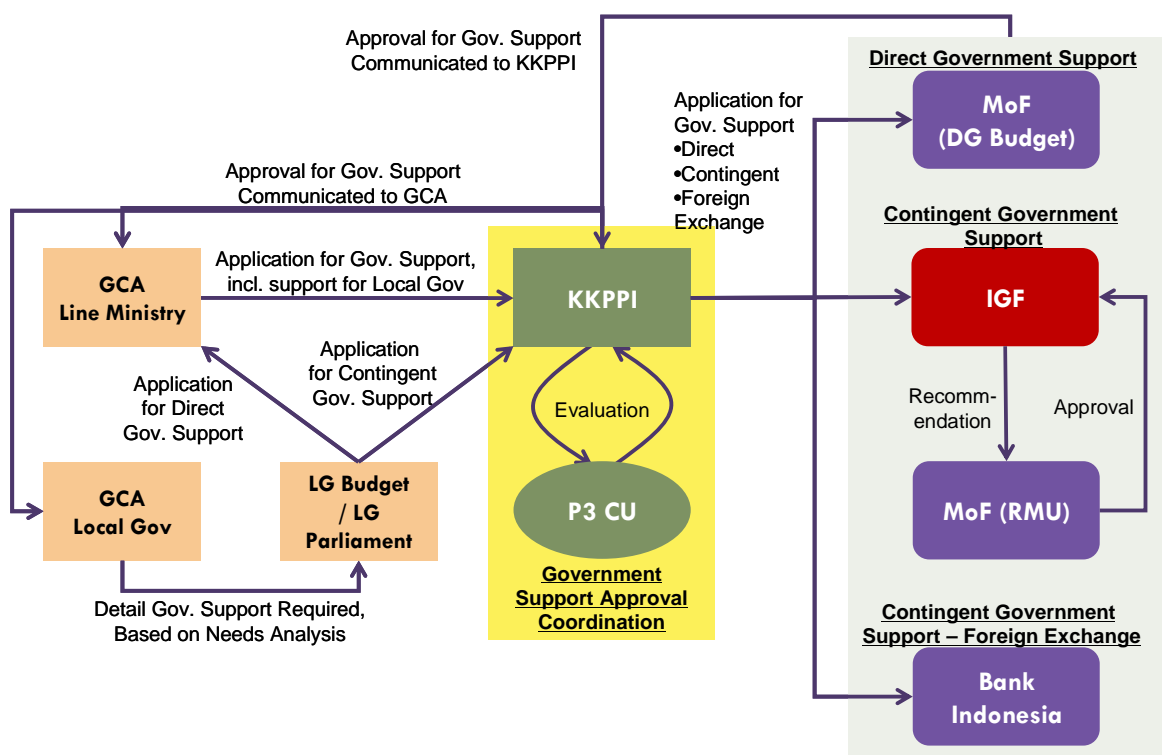 Approval for Gov. Support
Communicated to KKPPI
Direct Government Support
MoF
(DG Budget)
Application for
Gov. Support
•Direct
•Contingent
•Foreign
Exchange
Approval for Gov. Support
Communicated to GCA
Contingent Government
Support
GCA
Line Ministry
Application for Gov. Support,
incl. support for Local Gov
KKPPI
IGF
Application
for Contingent
Gov. Support
Application
for Direct
Gov. Support
Evaluation
Recomm-
endation
Approval
GCA
Local Gov
LG Budget
/ LG
Parliament
P3 CU
MoF (RMU)
Government
Support Approval
Coordination
Detail Gov. Support Required,
Based on Needs Analysis
Contingent Government
Support – Foreign Exchange
Bank
Indonesia